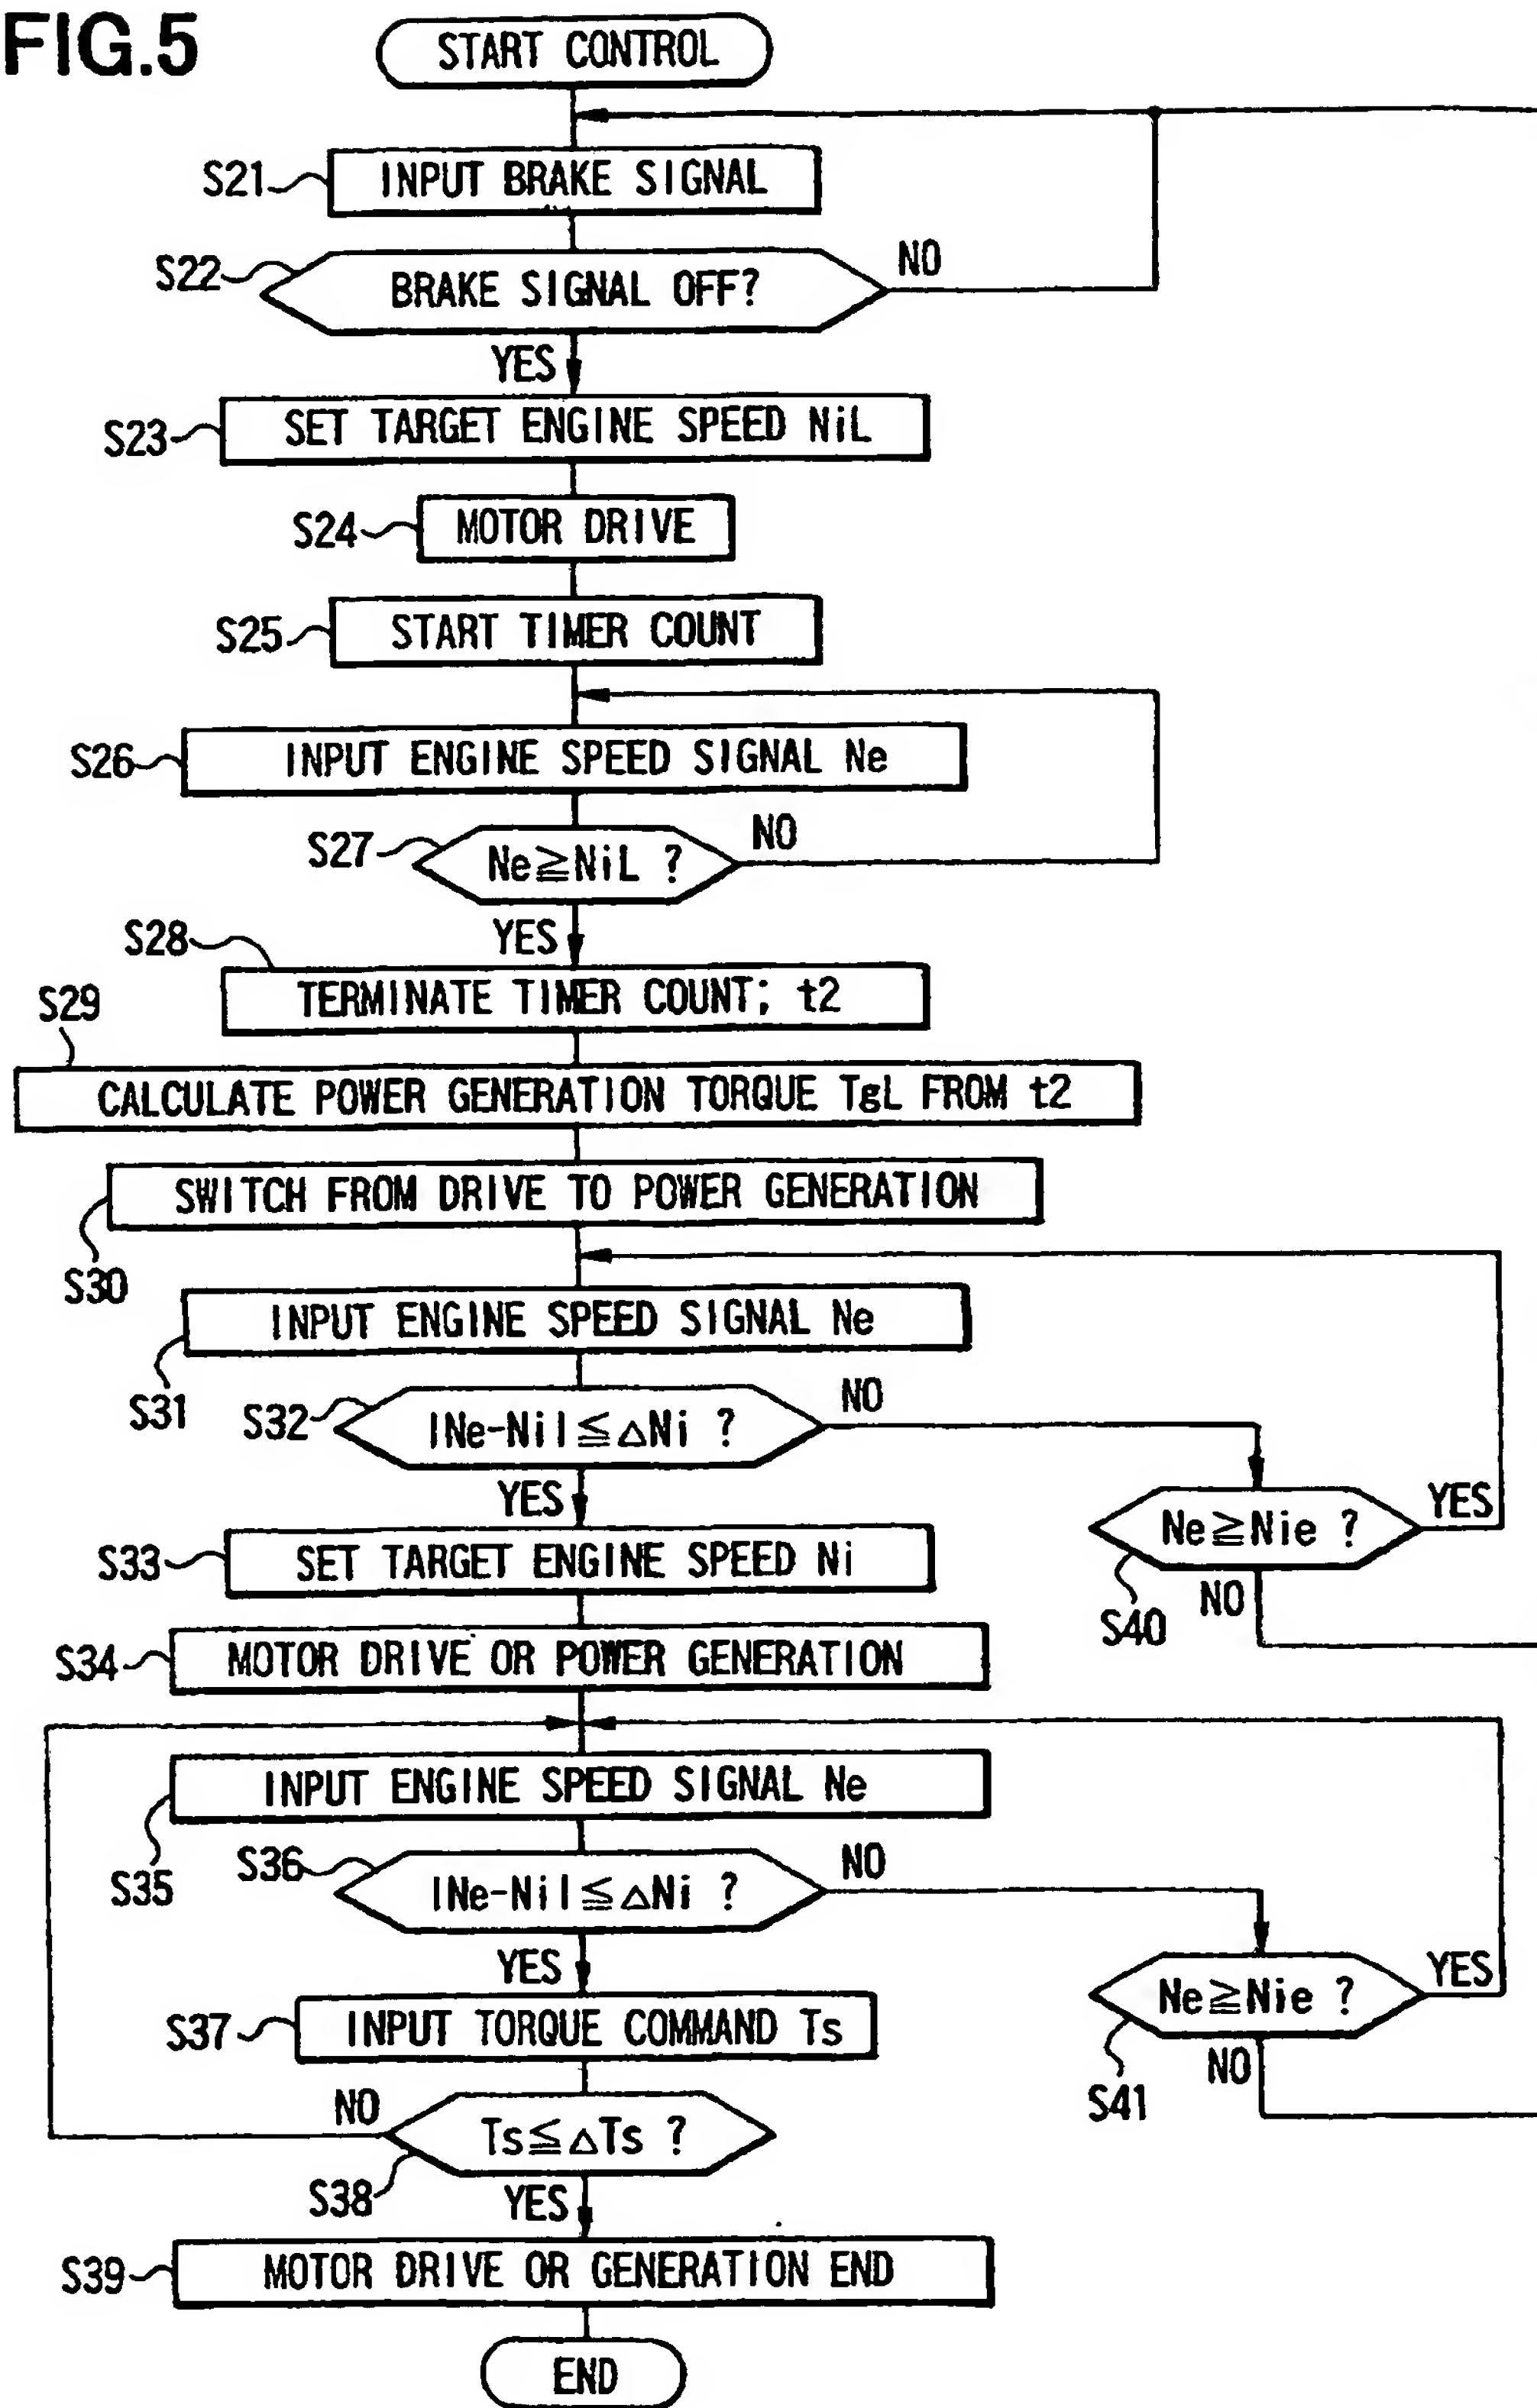 FIG.5
START CONTROL
S21
INPUT BRAKE SIGNAL
S22
BRAKE SIGNAL OFF?
NO
YES
S23
SET TARGET ENGINE SPEED NiL
S24
MOTOR DRIVE
S25
START TIMER COUNT
S26
INPUT ENGINE SPEED SIGNAL Ne
S27
Ne≧NiL ?
NO
YES
S28
TERMINATE TIMER COUNT; t2
S29
CALCULATE POWER GENERATION TORQUE TgL FROM t2
SWITCH FROM DRIVE TO POWER GENERATION
S30
INPUT ENGINE SPEED SIGNAL Ne
S31
S32
|Ne-Ni|≦△Ni ?
NO
YES
Ne≧Nie ?
YES
S40
NO
S33
SET TARGET ENGINE SPEED Ni
S34
MOTOR DRIVE OR POWER GENERATION
INPUT ENGINE SPEED SIGNAL Ne
S35
S36
|Ne-Ni|≦△Ni ?
NO
YES
Ne≧Nie ?
YES
S41
NO
S37
INPUT TORQUE COMMAND Ts
NO
Ts≦△Ts ?
S38
YES
S39
MOTOR DRIVE OR GENERATION END
END